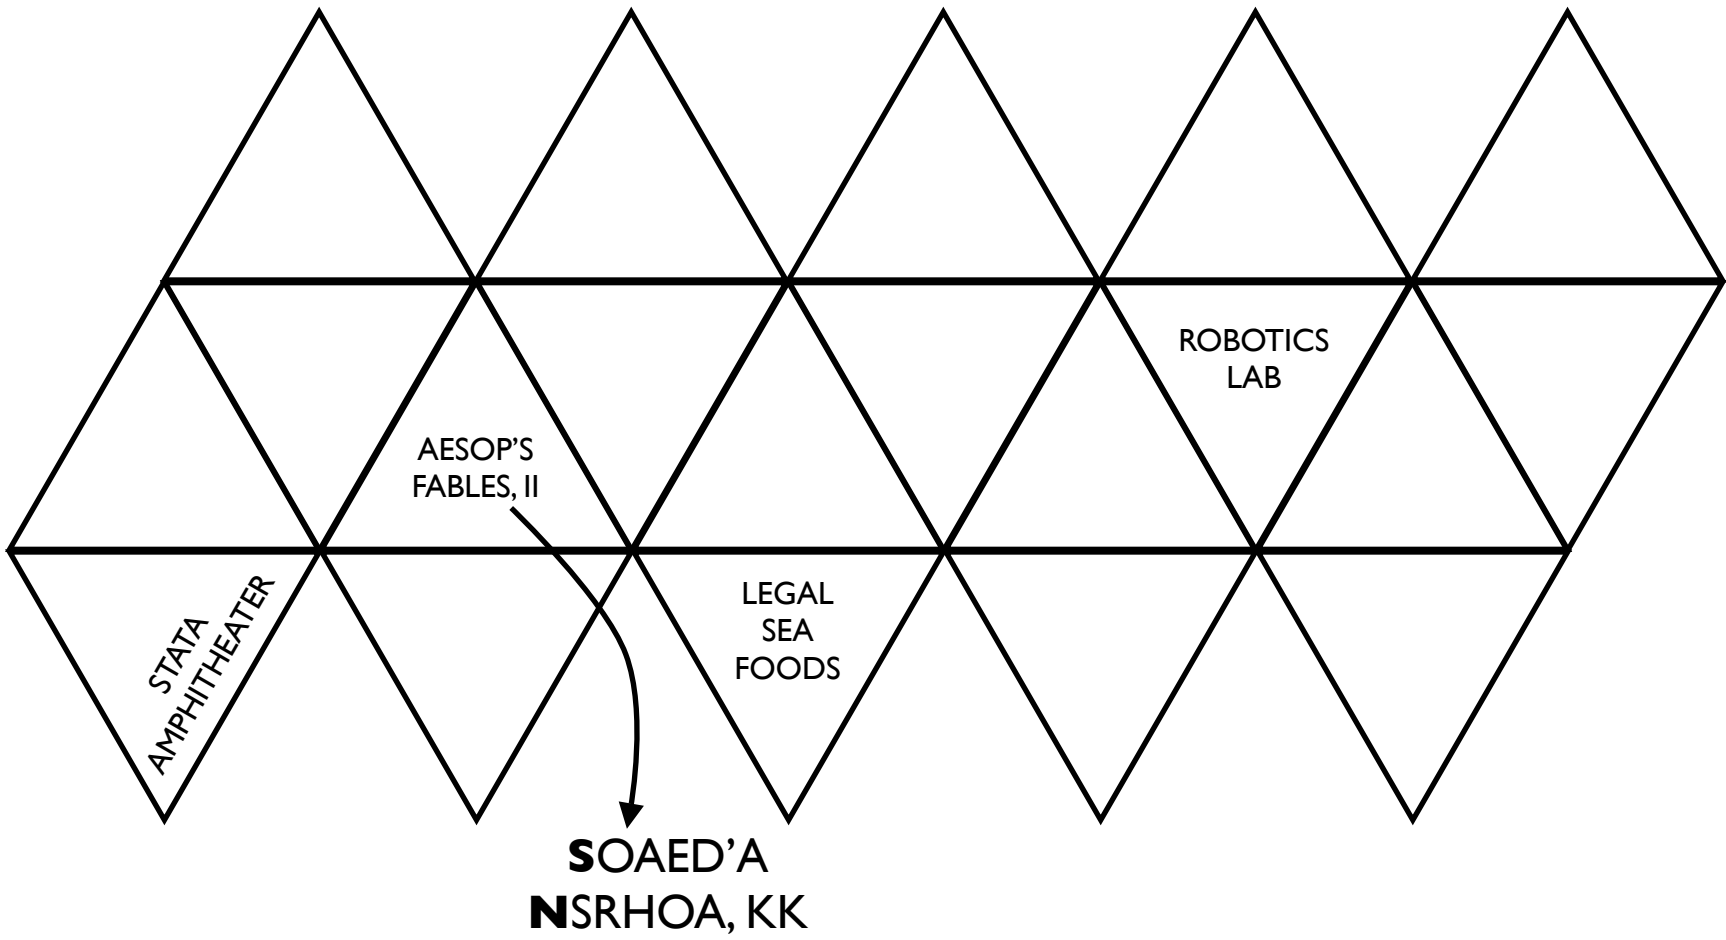 ROBOTICS
LAB
AESOP'S
FABLES, II
STATA
AMPHITHEATER
LEGAL
SEA
FOODS
SOAED'A
NSRHOA, KK